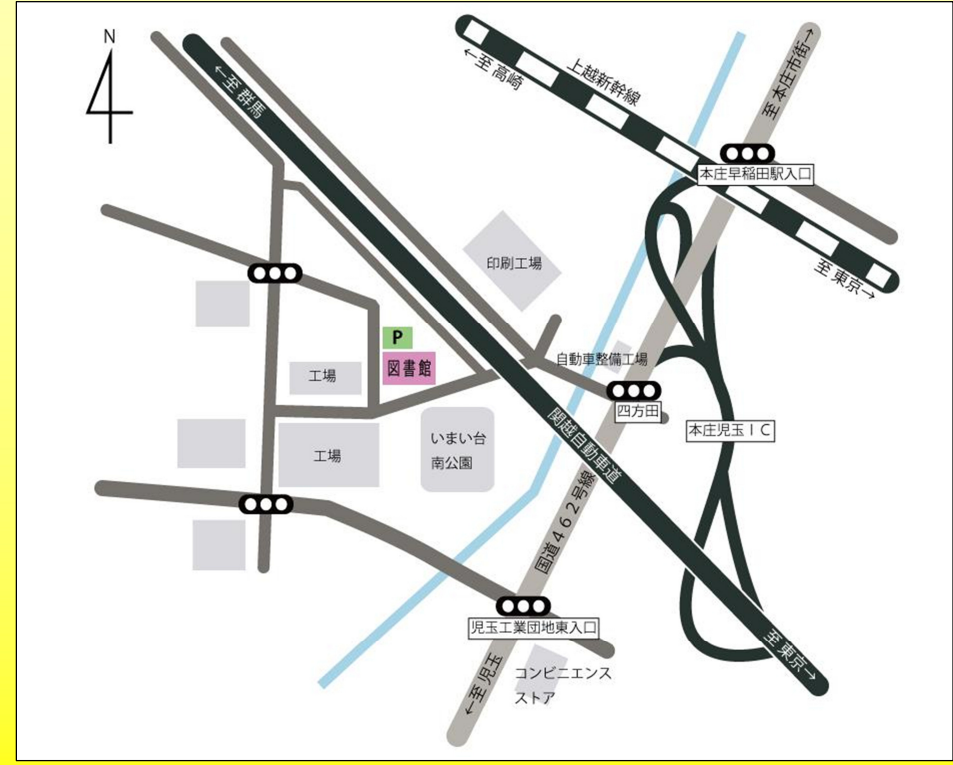 N
←至 群馬
←至 高崎
上越新幹線
至 本庄市街→
本庄早稲田駅入口
至 東京→
印刷工場
P
図書館
工場
自動車整備工場
四方田
本庄児玉ＩＣ
工場
いまい台
南公園
関越自動車道
国道４６２号線
児玉工業団地東入口
至 東京→
←至 児玉
コンビニエンス
ストア